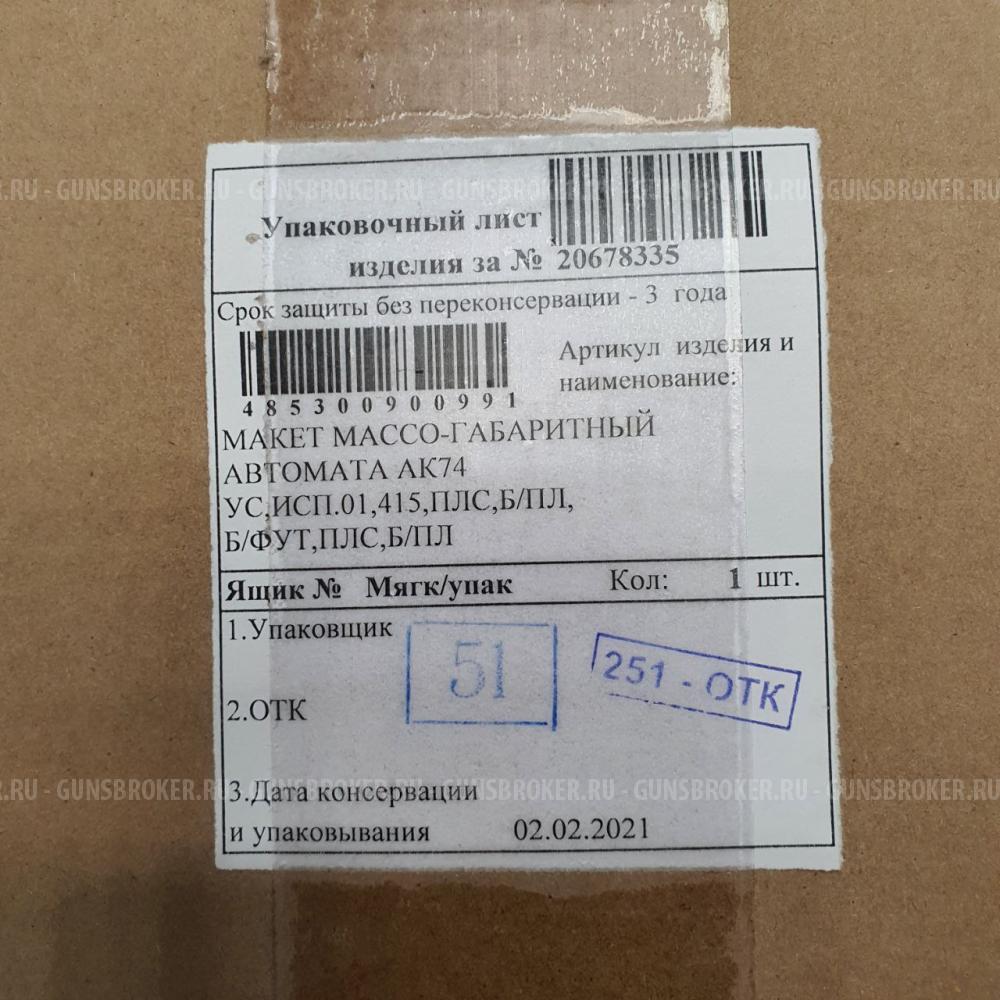 .RU - GUNSBROKER.RU - GUNSBROKER.RU - GUNSBROKER.RU - GUNSBROKER.RU
Упаковочный лист
изделия за № 20678335
Срок защиты без переконсервации - 3 года
Артикул изделия и
наименование:
485300900991
МАКЕТ МАССО-ГАБАРИТНЫЙ
АВТОМАТА АК74
УС,ИСП.01,415,ПЛС,Б/ПЛ,
Б/ФУТ,ПЛС,Б/ПЛ
Ящик № Мягк/упак Кол: 1 шт.
1.Упаковщик
51
251 - ОТК
2.ОТК
.RU - GUNSBROKER.RU - GUNSBROKER.RU - GUNSBROKER.RU - GUNSBROKER.RU
3.Дата консервации
и упаковывания 02.02.2021